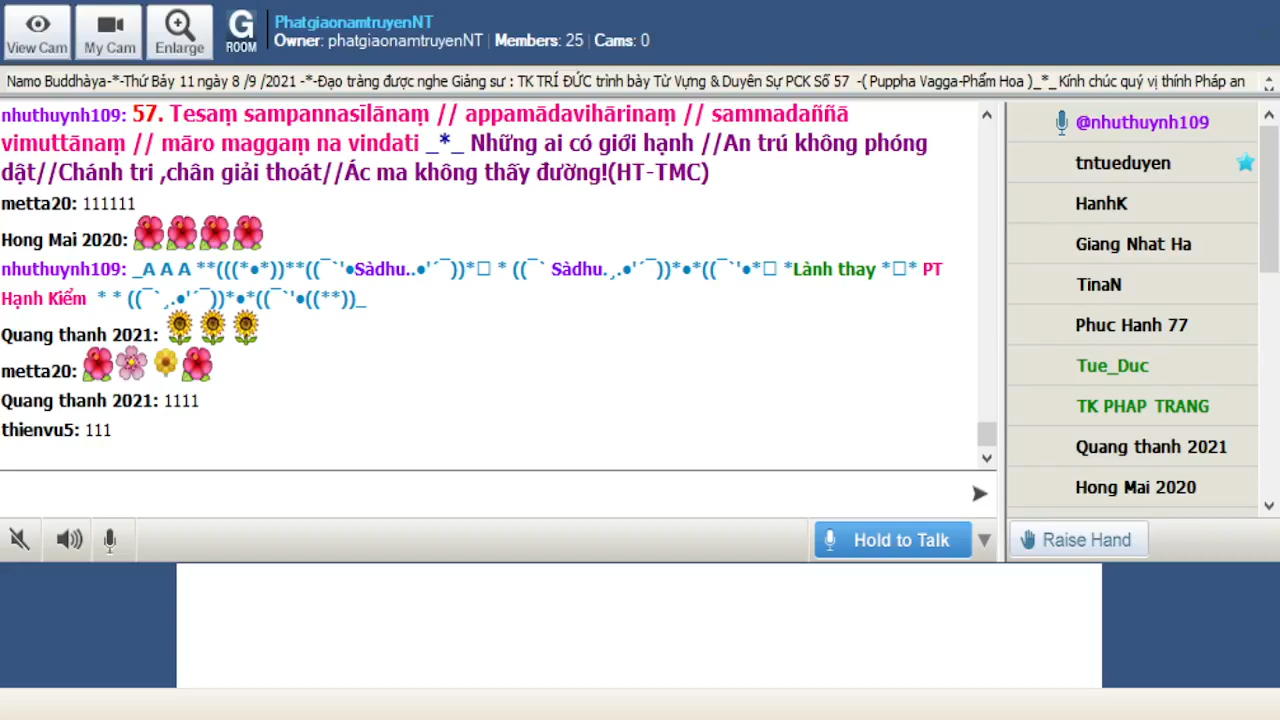 View Cam
My Cam
Enlarge
G
ROOM
PhatgiaonamtruyenNT
Owner: phatgiaonamtruyenNT | Members: 25 | Cams: 0
Namo Buddhàya-*-Thứ Bảy 11 ngày 8 /9 /2021 -*-Đạo tràng được nghe Giảng sư : TK TRÍ ĐỨC trình bày Từ Vựng & Duyên Sự PCK Số 57 -( Puppha Vagga-Phẩm Hoa )_*_Kính chúc quý vị thính Pháp an
nhuthuynh109: 57. Tesaṃ sampannasīlānaṃ // appamādavihārinaṃ // sammadaññā
vimuttānaṃ // māro maggaṃ na vindati _*_ Những ai có giới hạnh //An trú không phóng
dật//Chánh tri ,chân giải thoát//Ác ma không thấy đường!(HT-TMC)
metta20: 111111
Hong Mai 2020:
nhuthuynh109: _A A A **(((*●*))**((¯`'●Sàdhu..●'´¯))*□ * ((¯` Sàdhu.¸.●'´¯))*●*((¯`'●*□ *Lành thay *□* PT
Hạnh Kiểm * * ((¯`¸.●'´¯))*●*((¯`'●((**))_
Quang thanh 2021:
metta20:
Quang thanh 2021: 1111
thienvu5: 111
Hold to Talk
@nhuthuynh109
tntueduyen
HanhK
Giang Nhat Ha
TinaN
Phuc Hanh 77
Tue_Duc
TK PHAP TRANG
Quang thanh 2021
Hong Mai 2020
Raise Hand